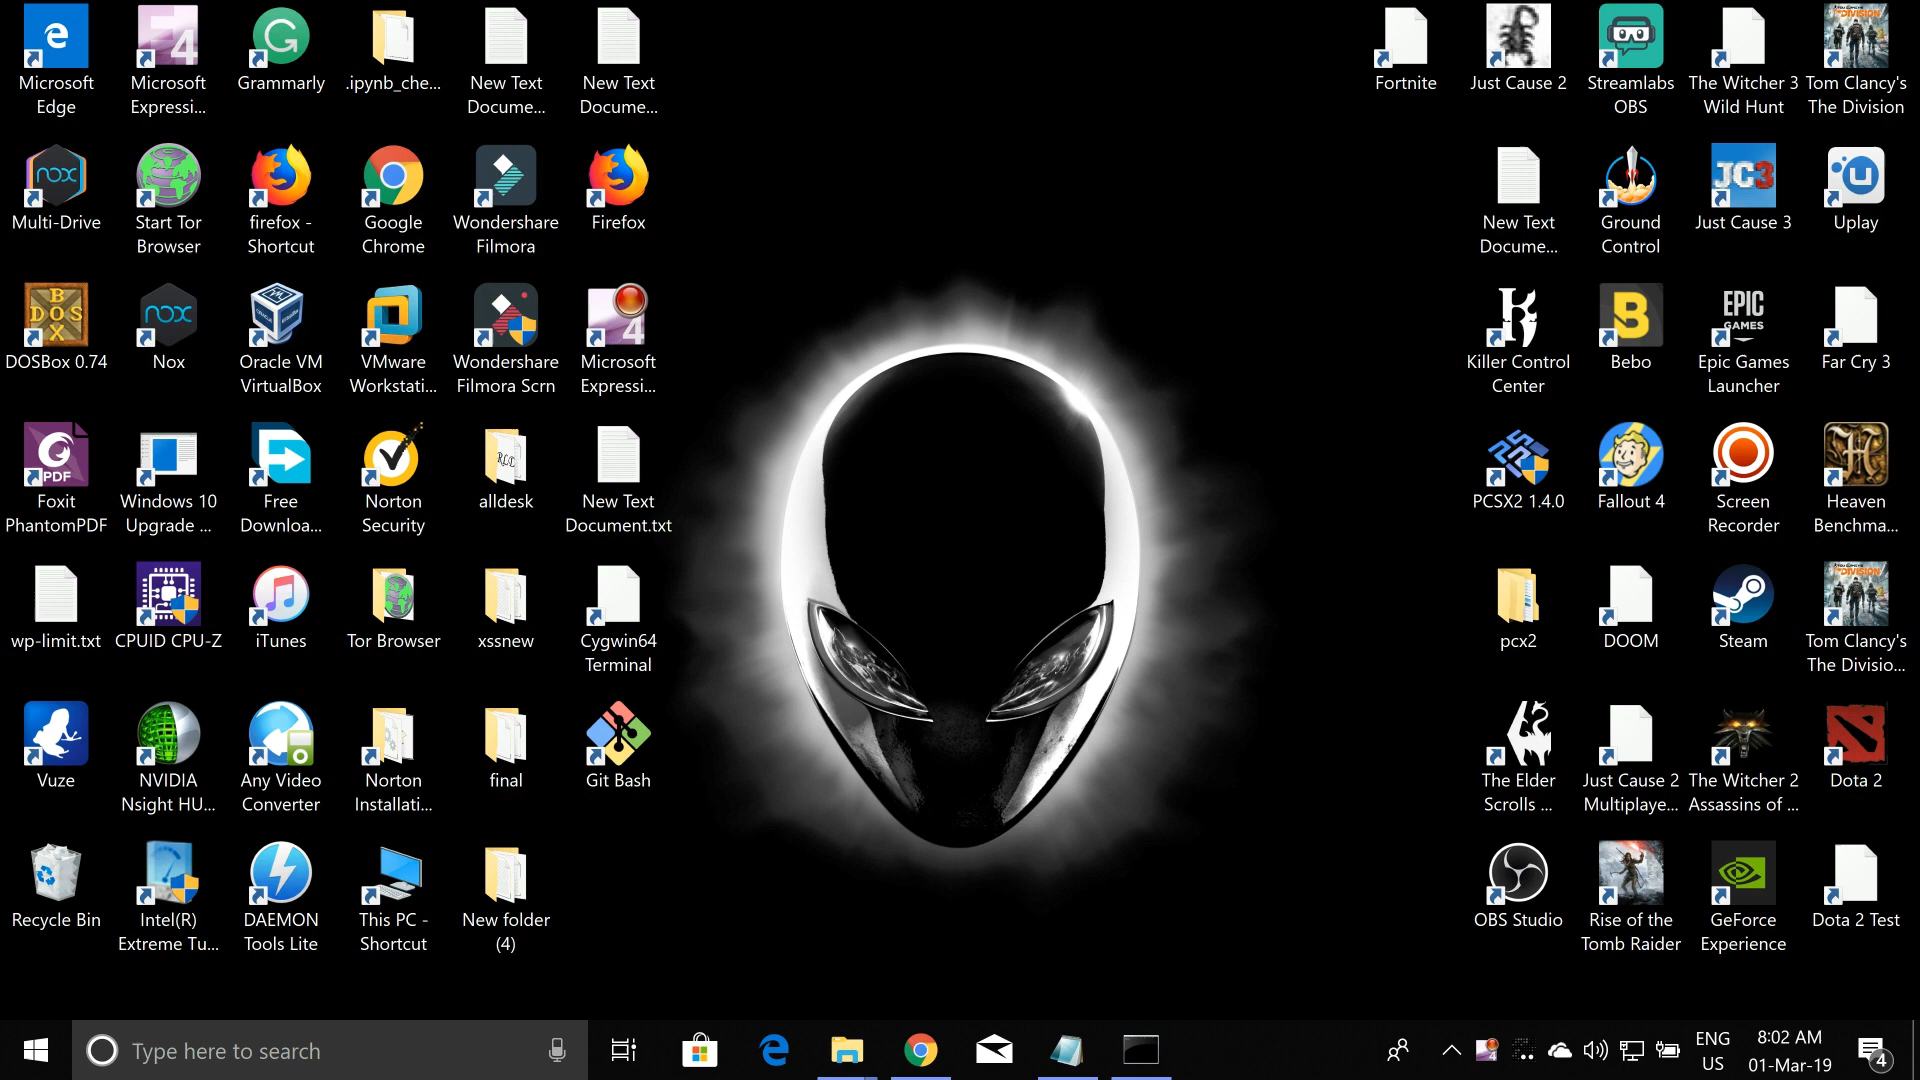 Microsoft
Edge
Microsoft
Expressi...
Grammarly
.ipynb_che...
New Text
Docume...
New Text
Docume...
Fortnite
Just Cause 2
Streamlabs
OBS
The Witcher 3
Wild Hunt
Tom Clancy's
The Division
Multi-Drive
Start Tor
Browser
firefox -
Shortcut
Google
Chrome
Wondershare
Filmora
Firefox
New Text
Docume...
Ground
Control
Just Cause 3
Uplay
DOSBox 0.74
Nox
Oracle VM
VirtualBox
VMware
Workstati...
Wondershare
Filmora Scrn
Microsoft
Expressi...
Killer Control
Center
Bebo
EPIC
GAMES
Epic Games
Launcher
Far Cry 3
Foxit
PhantomPDF
Windows 10
Upgrade ...
Free
Downloa...
Norton
Security
alldesk
New Text
Document.txt
PCSX2 1.4.0
Fallout 4
Screen
Recorder
Heaven
Benchma...
wp-limit.txt
CPUID CPU-Z
iTunes
Tor Browser
xssnew
Cygwin64
Terminal
pcx2
DOOM
Steam
Tom Clancy's
The Divisio...
Vuze
NVIDIA
Nsight HU...
Any Video
Converter
Norton
Installati...
final
Git Bash
The Elder
Scrolls ...
Just Cause 2
Multiplaye...
The Witcher 2
Assassins of ...
Dota 2
Recycle Bin
Intel(R)
Extreme Tu...
DAEMON
Tools Lite
This PC -
Shortcut
New folder
(4)
OBS Studio
Rise of the
Tomb Raider
GeForce
Experience
Dota 2 Test
Type here to search
ENG
US
8:02 AM
01-Mar-19
4